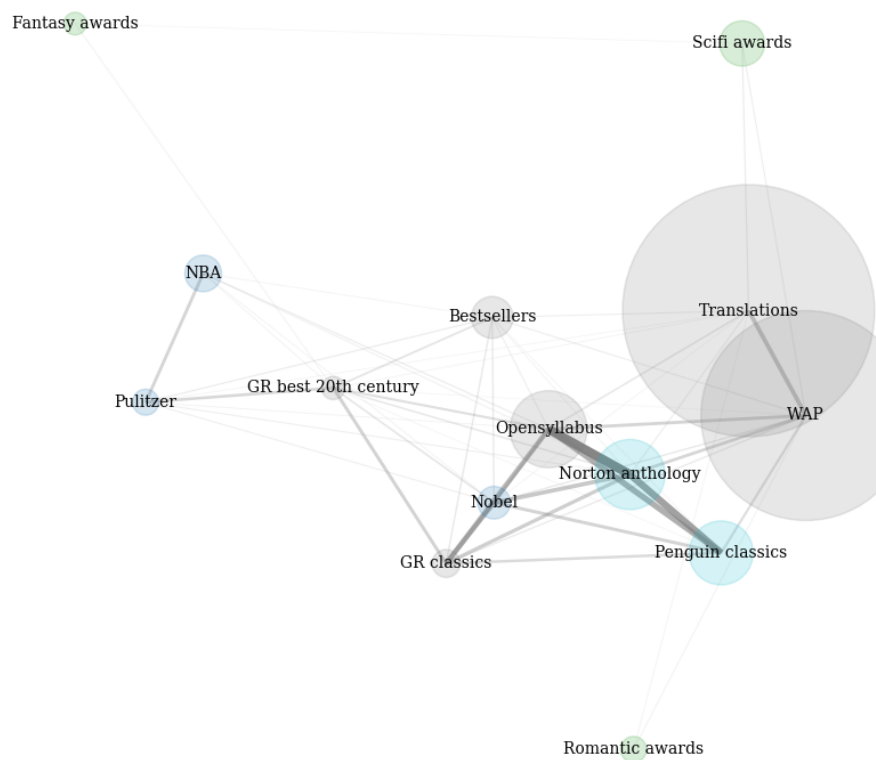 Fantasy awards
Scifi awards
NBA
Translations
Bestsellers
GR best 20th century
Pulitzer
WAP
Opensyllabus
Norton anthology
Nobel
Penguin classics
GR classics
Romantic awards